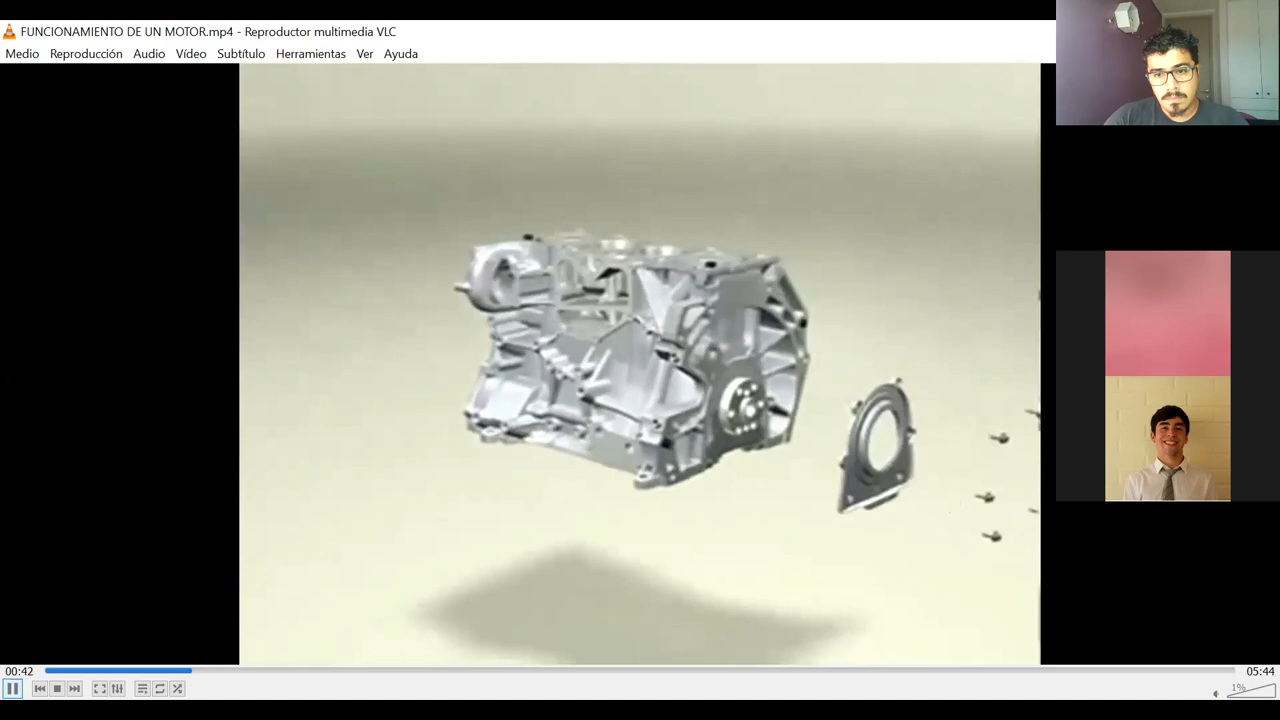 FUNCIONAMIENTO DE UN MOTOR.mp4 - Reproductor multimedia VLC
Medio Reproducción Audio Vídeo Subtítulo Herramientas Ver Ayuda
00:42 05:44
1%